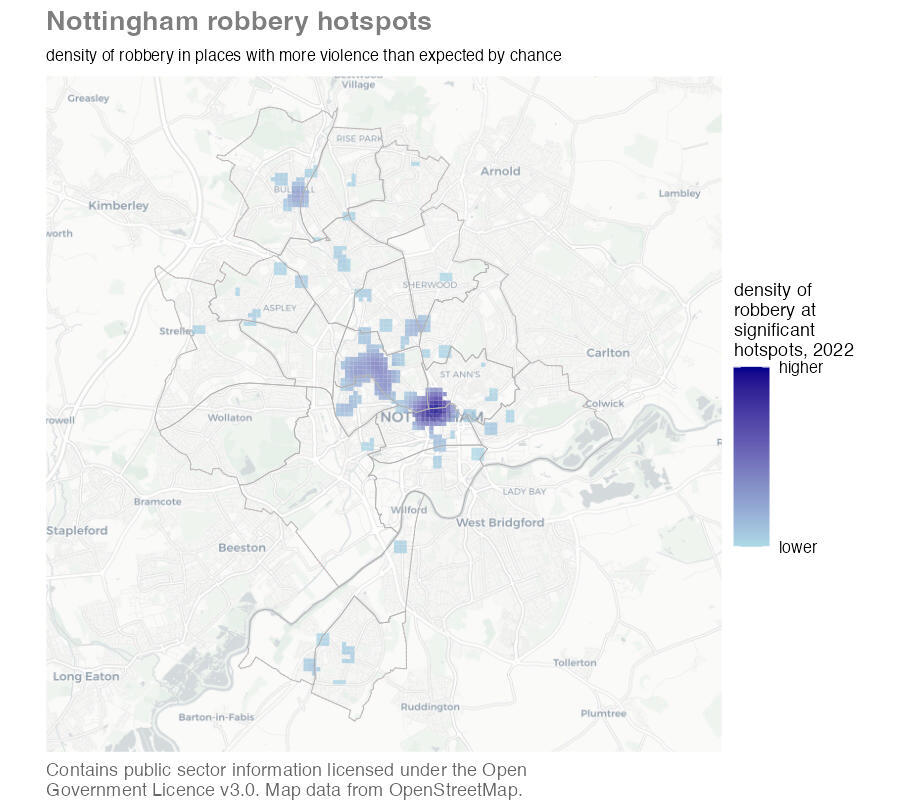 Nottingham robbery hotspots
density of robbery in places with more violence than expected by chance
Village
Greasley
RISE PARK
Arnold
BULWELL
Lambley
Kimberley
worth
SHERWOOD
ASPLEY
Strelley
Carlton
ST ANN'S
Colwick
rowell
Wollaton
NOTTINGHAM
LADY BAY
Bramcote
Wilford
West Bridgford
Stapleford
Beeston
Tollerton
Long Eaton
Ruddington
Plumtree
Barton-in-Fabis
density of
robbery at
significant
hotspots, 2022
higher
lower
Contains public sector information licensed under the Open
Government Licence v3.0. Map data from OpenStreetMap.